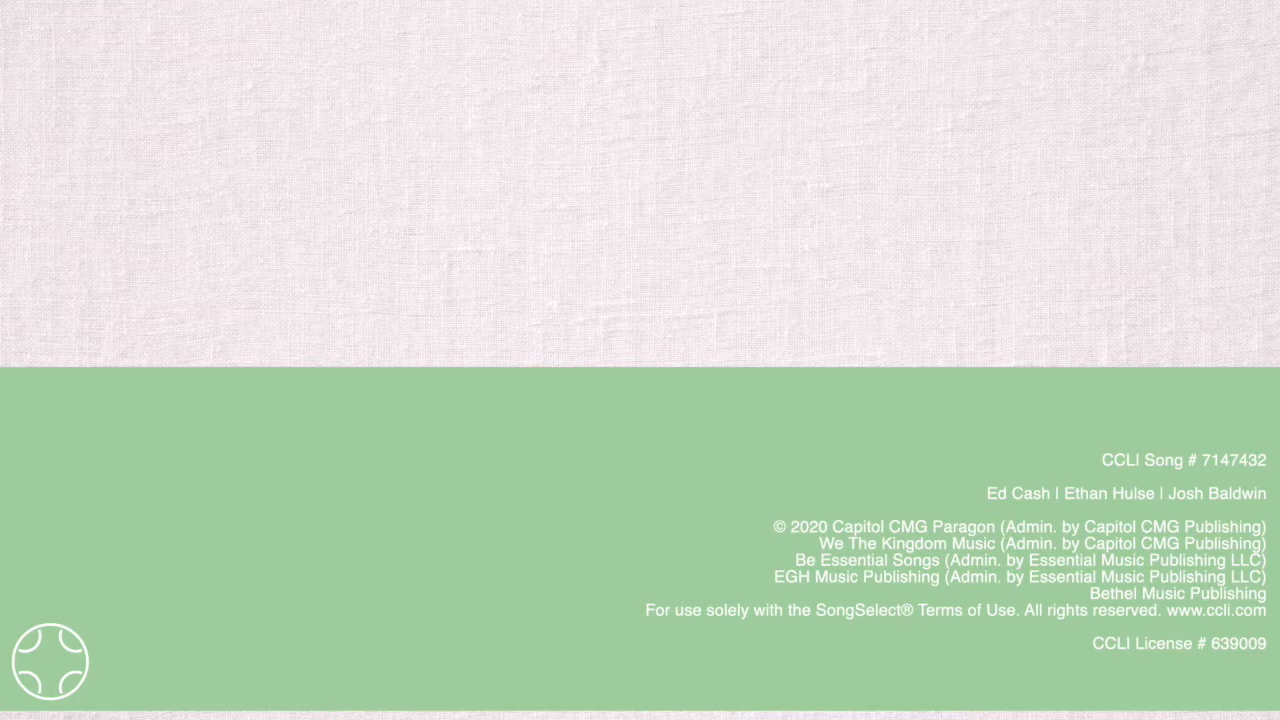 CCLI Song # 7147432
Ed Cash | Ethan Hulse | Josh Baldwin
© 2020 Capitol CMG Paragon (Admin. by Capitol CMG Publishing)
We The Kingdom Music (Admin. by Capitol CMG Publishing)
Be Essential Songs (Admin. by Essential Music Publishing LLC)
EGH Music Publishing (Admin. by Essential Music Publishing LLC)
Bethel Music Publishing
For use solely with the SongSelect® Terms of Use. All rights reserved. www.ccli.com
CCLI License # 639009